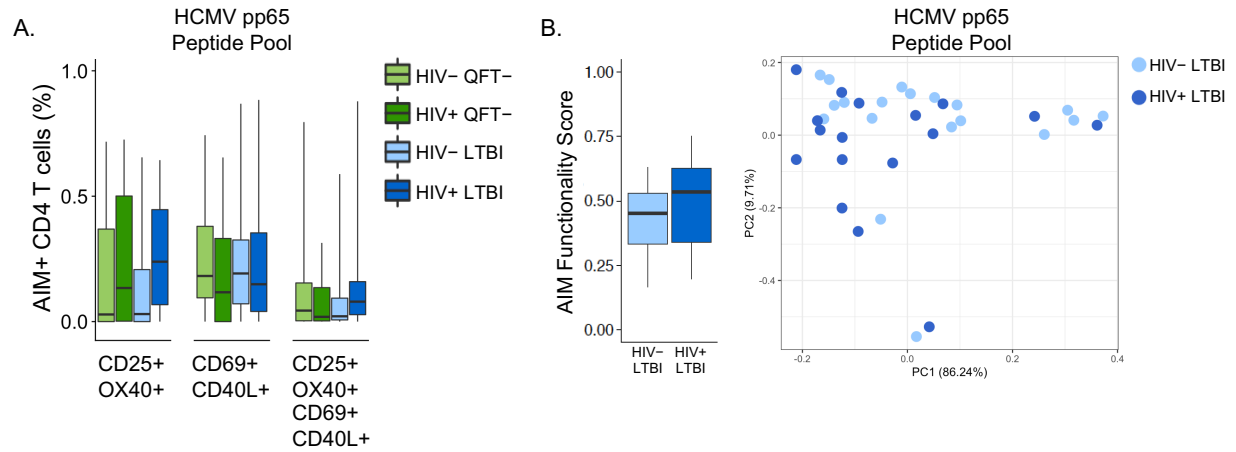 A.
HCMV pp65
Peptide Pool
AIM+ CD4 T cells (%)
1.0
0.5
0.0
CD25+
OX40+
CD69+
CD40L+
CD25+
OX40+
CD69+
CD40L+
HIV− QFT−
HIV+ QFT−
HIV− LTBI
HIV+ LTBI
B.
AIM Functionality Score
1.00
0.75
0.50
0.25
0.00
HIV−
LTBI
HIV+
LTBI
HCMV pp65
Peptide Pool
PC2 (9.71%)
0.2
0.0
-0.2
-0.4
-0.2
0.0
0.2
0.4
PC1 (86.24%)
HIV− LTBI
HIV+ LTBI